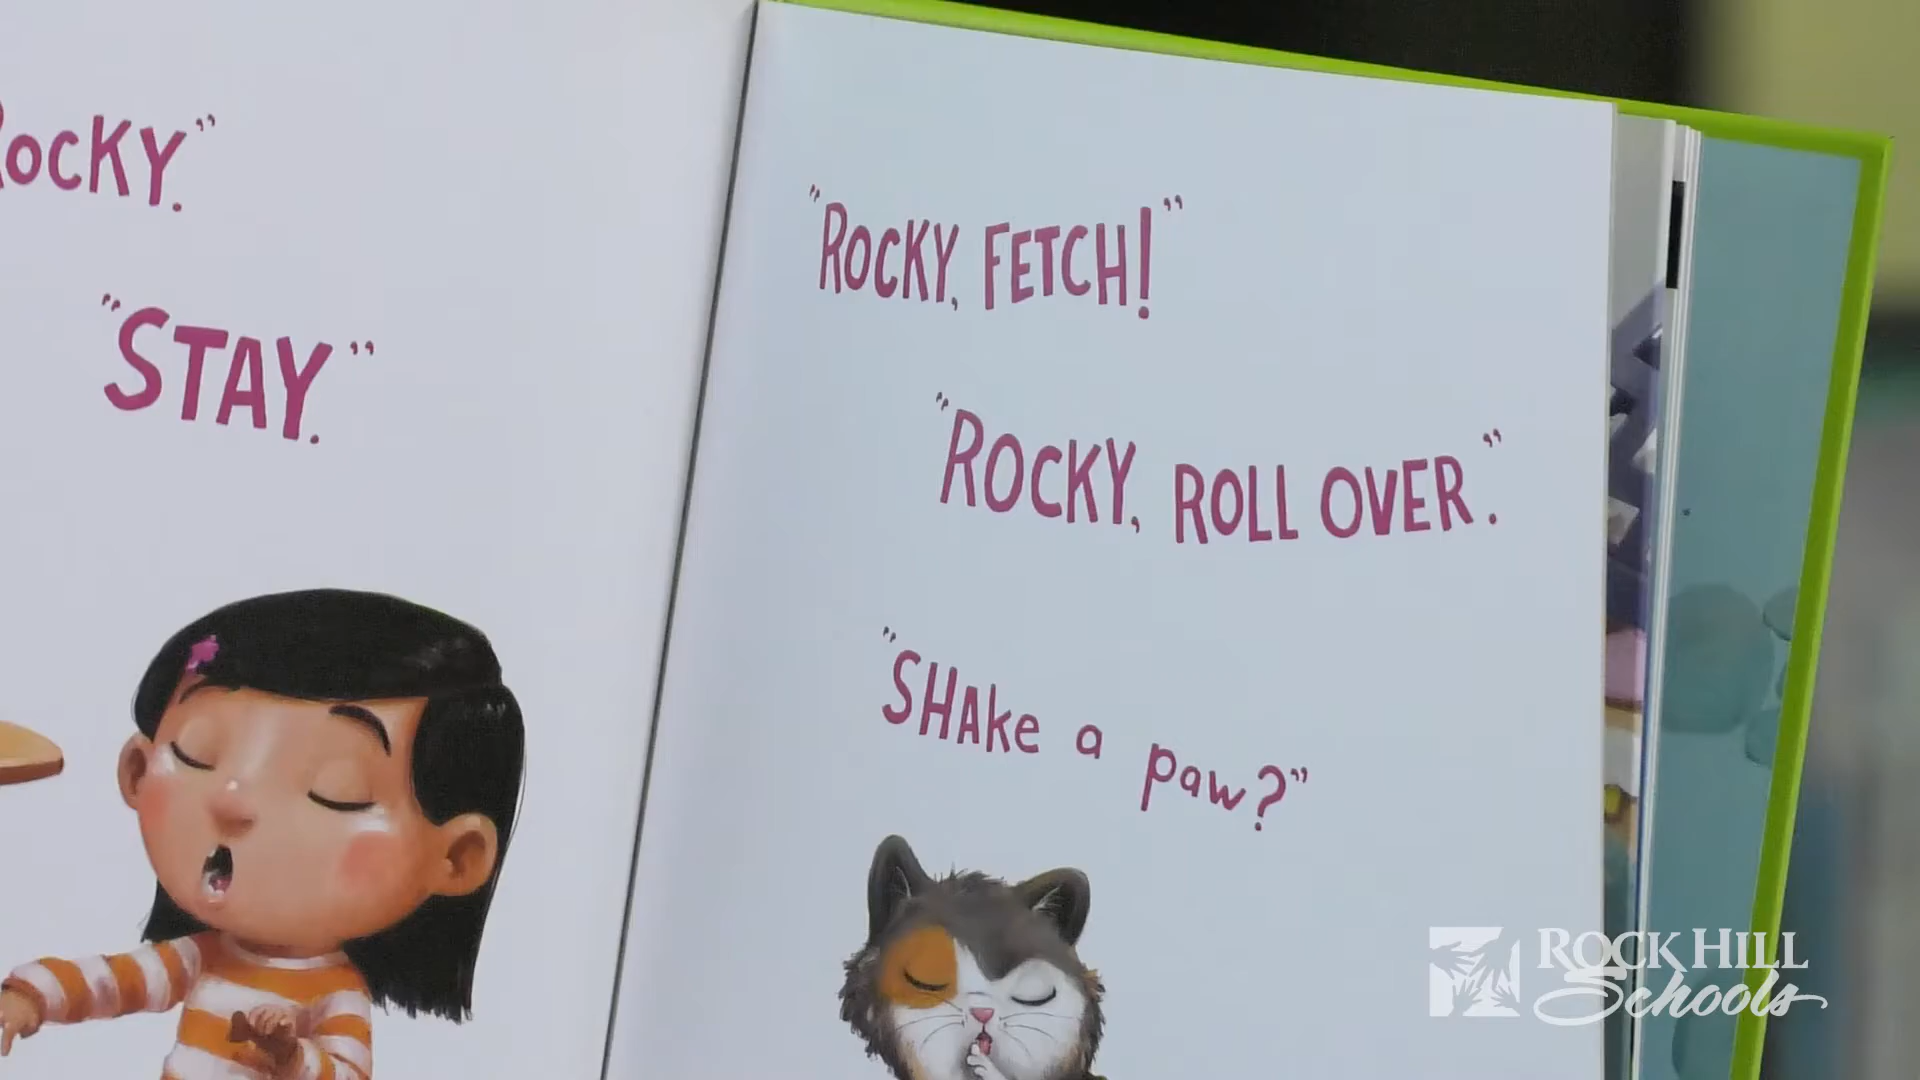 Rocky."
"STAY."
"ROCKY, FETCH!"
"ROCKY, ROLL OVER."
"SHAke a paw?"
ROCK HILL
Schools